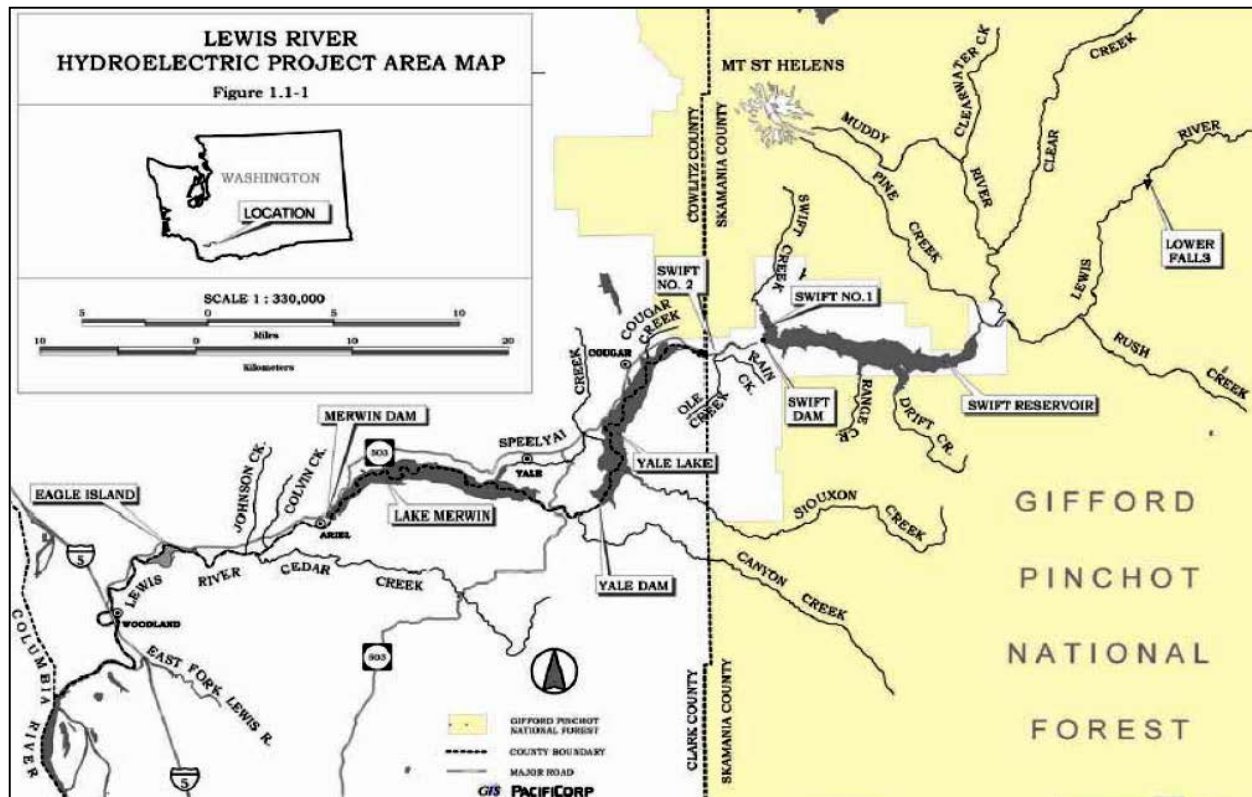 LEWIS RIVER
HYDROELECTRIC PROJECT AREA MAP
Figure 1.1-1
WASHINGTON
LOCATION
SCALE 1 : 330,000
5 0 5 10
Miles
10 0 10 20
Kilometers
MT ST HELENS
COWLITZ COUNTY
SKAMANIA COUNTY
MUDDY
RIVER
CLEARWATER CK
CLEAR
CREEK
RIVER
LEWIS
LOWER
FALLS
PINE
CREEK
SWIFT
CREEK
SWIFT
NO. 2
SWIFT NO.1
COUGAR
CREEK
COUGAR
CREEK
SPEELYAI
RAIN
CK.
OLE
CREEK
SWIFT
DAM
RANGE
CR.
DRIFT CR.
SWIFT RESERVOIR
RUSH
CREEK
MERWIN DAM
503
YALE
YALE LAKE
EAGLE ISLAND
JOHNSON CK.
COLVIN CK.
ARIEL
LAKE MERWIN
SIOUXON
CREEK
5
LEWIS
RIVER
CEDAR
CREEK
YALE DAM
CANYON
CREEK
WOODLAND
COLUMBIA
RIVER
EAST FORK LEWIS R.
503
5
GIFFORD
PINCHOT
NATIONAL
FOREST
CLARK COUNTY
SKAMANIA COUNTY
GIFFORD PINCHOT
NATIONAL FOREST
COUNTY BOUNDARY
MAJOR ROAD
GIS PACIFICORP